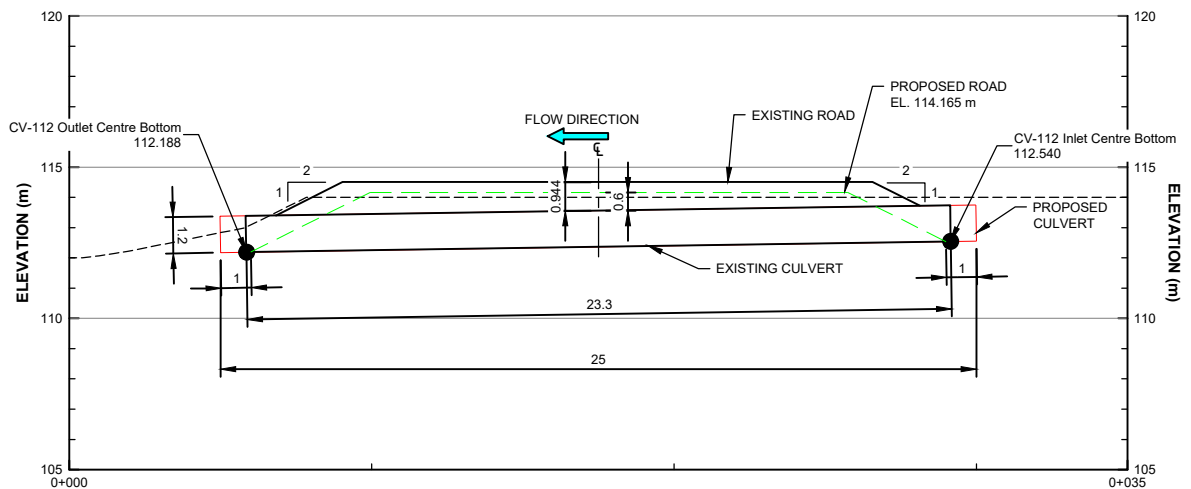 120
120
PROPOSED ROAD
EL. 114.165 m
EXISTING ROAD
FLOW DIRECTION
CV-112 Outlet Centre Bottom
112.188
CV-112 Inlet Centre Bottom
112.540
℄
115
115
2
1
2
1
0.944
0.6
1.2
PROPOSED
CULVERT
EXISTING CULVERT
1
1
ELEVATION (m)
ELEVATION (m)
23.3
110
110
25
105
105
0+000
0+035